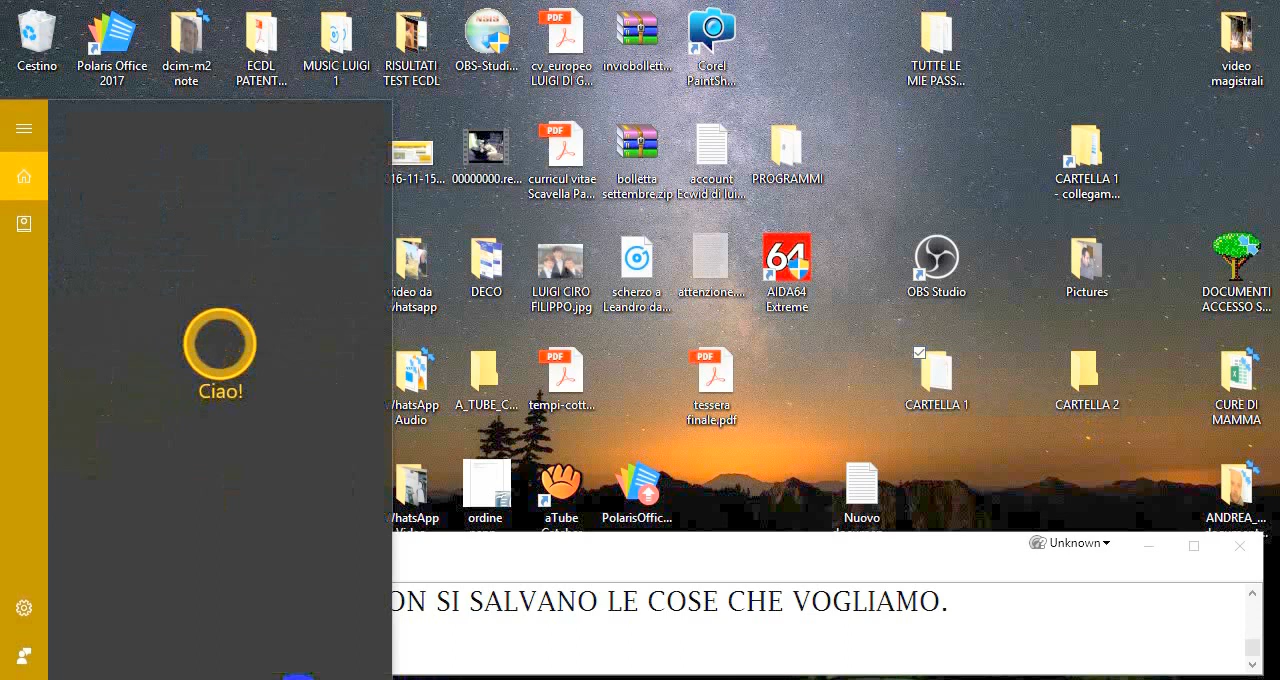 Cestino
Polaris Office
2017
dcim-m2
note
ECDL
PATENT...
MUSIC LUIGI
1
RISULTATI
TEST ECDL
OBS-Studi...
cv_europeo
LUIGI DI G...
inviobollett...
Corel
PaintSh...
TUTTE LE
MIE PASS...
video
magistrali
16-11-15...
00000000.re...
curricul vitae
Scavella Pa...
bolletta
settembre.zip
account
Ecwid di lui...
PROGRAMMI
CARTELLA 1
- collegam...
video da
whatsapp
DECO
LUIGI CIRO
FILIPPO.jpg
scherzo a
Leandro da...
attenzione....
AIDA64
Extreme
OBS Studio
Pictures
DOCUMENTI
ACCESSO S...
Ciao!
WhatsApp
Audio
A_TUBE_C...
tempi-cott...
tessera
finale.pdf
CARTELLA 1
CARTELLA 2
CURE DI
MAMMA
WhatsApp
ordine
aTube
PolarisOffic...
Nuovo
ANDREA_...
Unknown
ON SI SALVANO LE COSE CHE VOGLIAMO.